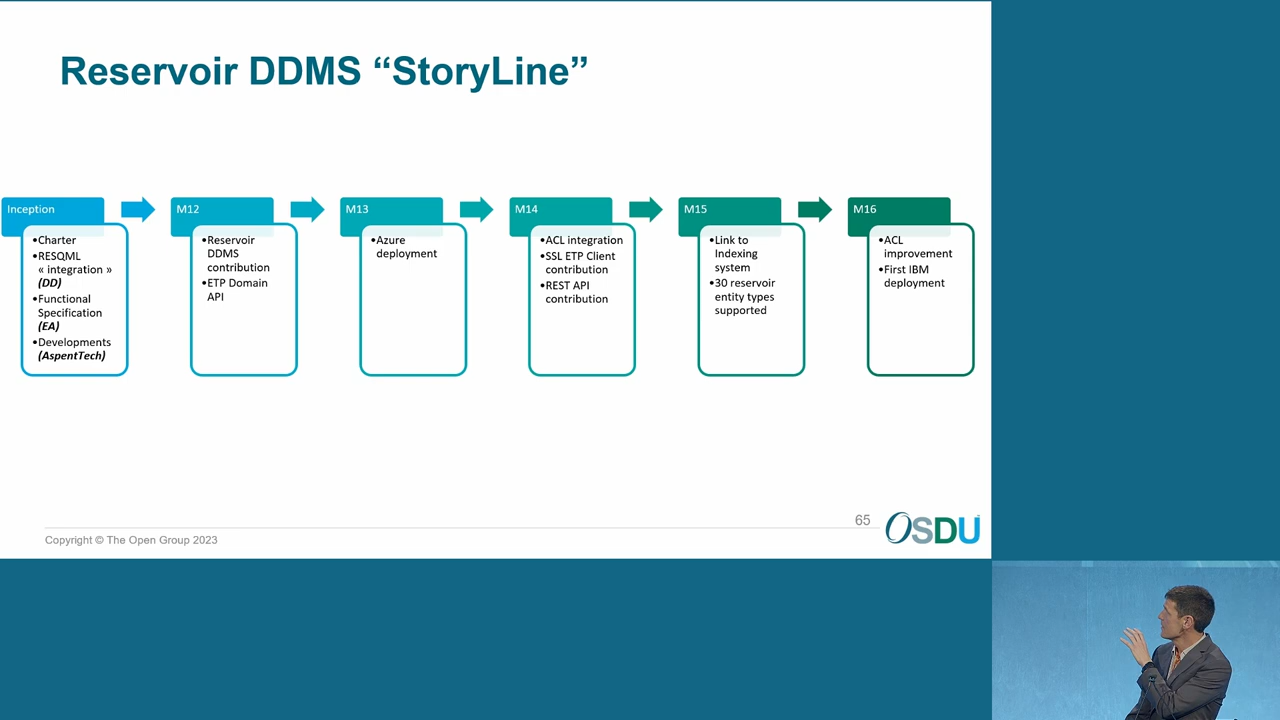 Reservoir DDMS “StoryLine”
Inception
•Charter
•RESQML
« integration »
(DD)
•Functional
Specification
(EA)
•Developments
(AspentTech)
M12
•Reservoir
DDMS
contribution
•ETP Domain
API
M13
•Azure
deployment
M14
•ACL integration
•SSL ETP Client
contribution
•REST API
contribution
M15
•Link to
Indexing
system
•30 reservoir
entity types
supported
M16
•ACL
improvement
•First IBM
deployment
65
OSDU
Copyright © The Open Group 2023